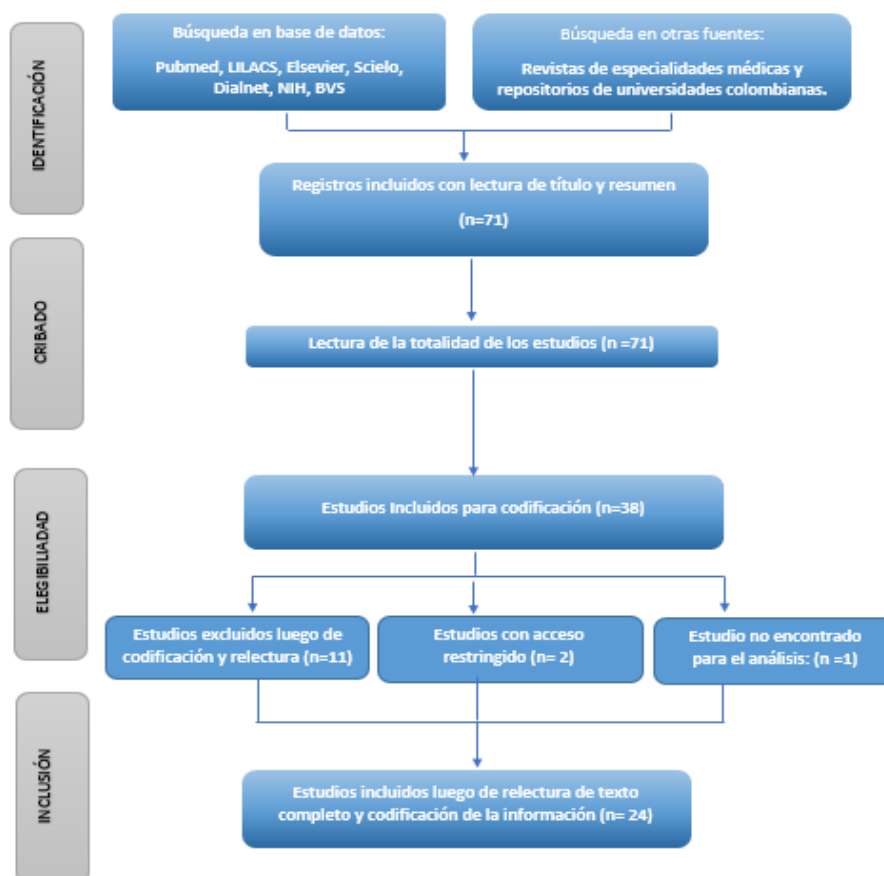 IDENTIFICACIÓN
Búsqueda en base de datos:
Pubmed, LILACS, Elsevier, Scielo,
Dialnet, NIH, BVS
Búsqueda en otras fuentes:
Revistas de especialidades médicas y
repositorios de universidades colombianas.
Registros incluidos con lectura de título y resumen
(n=71)
CRIBADO
Lectura de la totalidad de los estudios (n =71)
ELEGIBILIADAD
Estudios Incluidos para codificación (n=38)
Estudios excluidos luego de
codificación y relectura (n=11)
Estudios con acceso
restringido (n= 2)
Estudio no encontrado
para el análisis: (n =1)
INCLUSIÓN
Estudios incluidos luego de relectura de texto
completo y codificación de la información (n= 24)